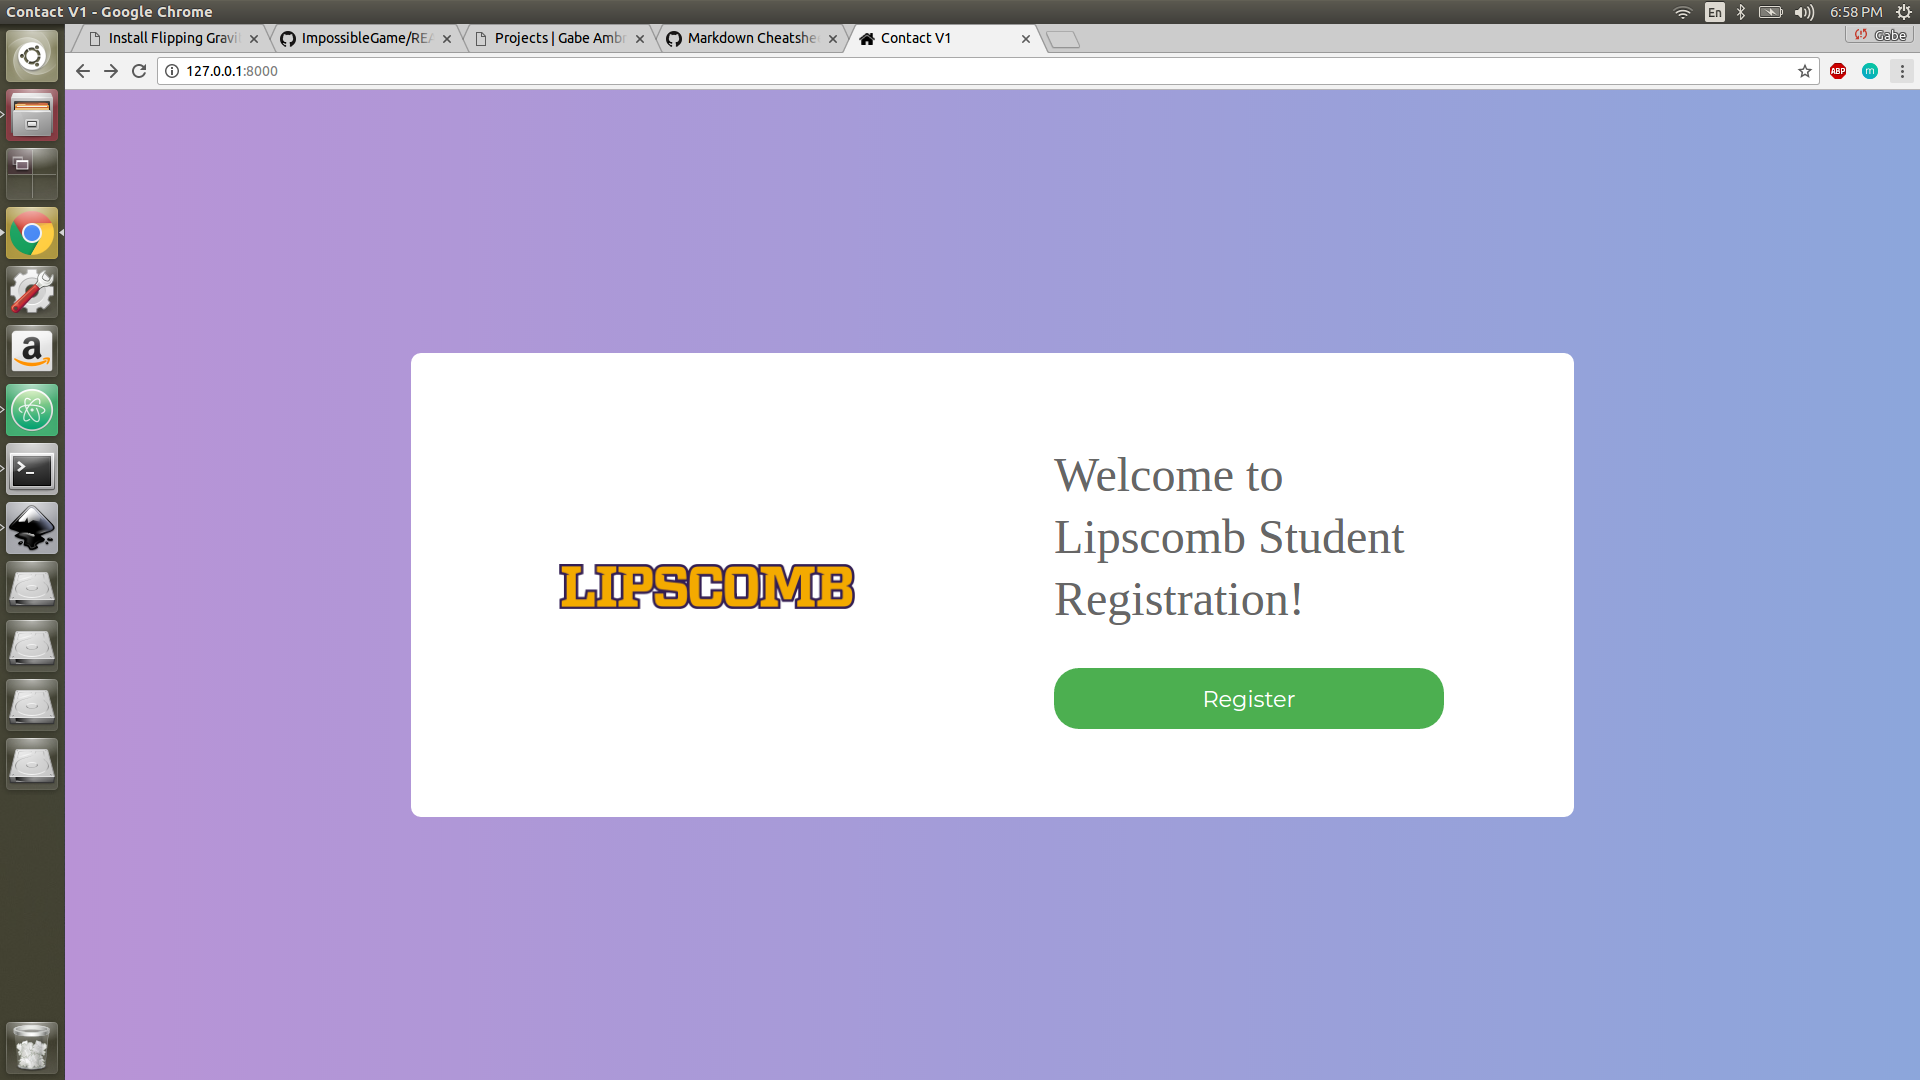 Contact V1 - Google Chrome
En
6:58 PM
Install Flipping Gravi
ImpossibleGame/REA
Projects | Gabe Amb
Markdown Cheatshe
Contact V1
Gabe
127.0.0.1:8000
ABP
m
a
>_
LIPSCOMB
Welcome to
Lipscomb Student
Registration!
Register